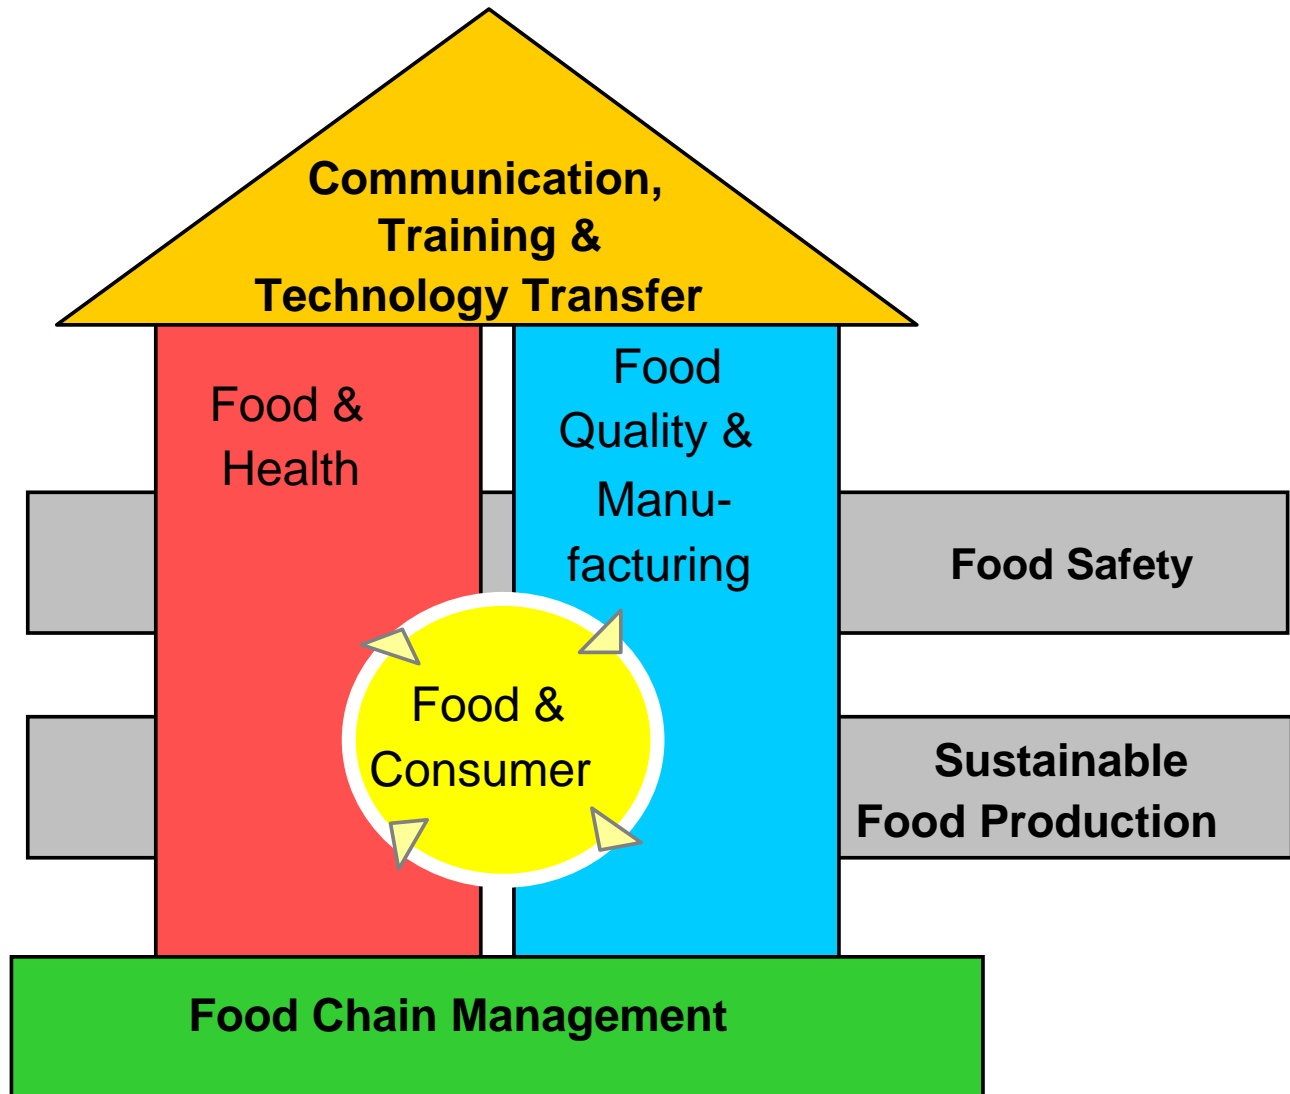 Communication,
Training &
Technology Transfer
Food &
Health
Food
Quality &
Manu-
facturing
Food Safety
Food &
Consumer
Sustainable
Food Production
Food Chain Management